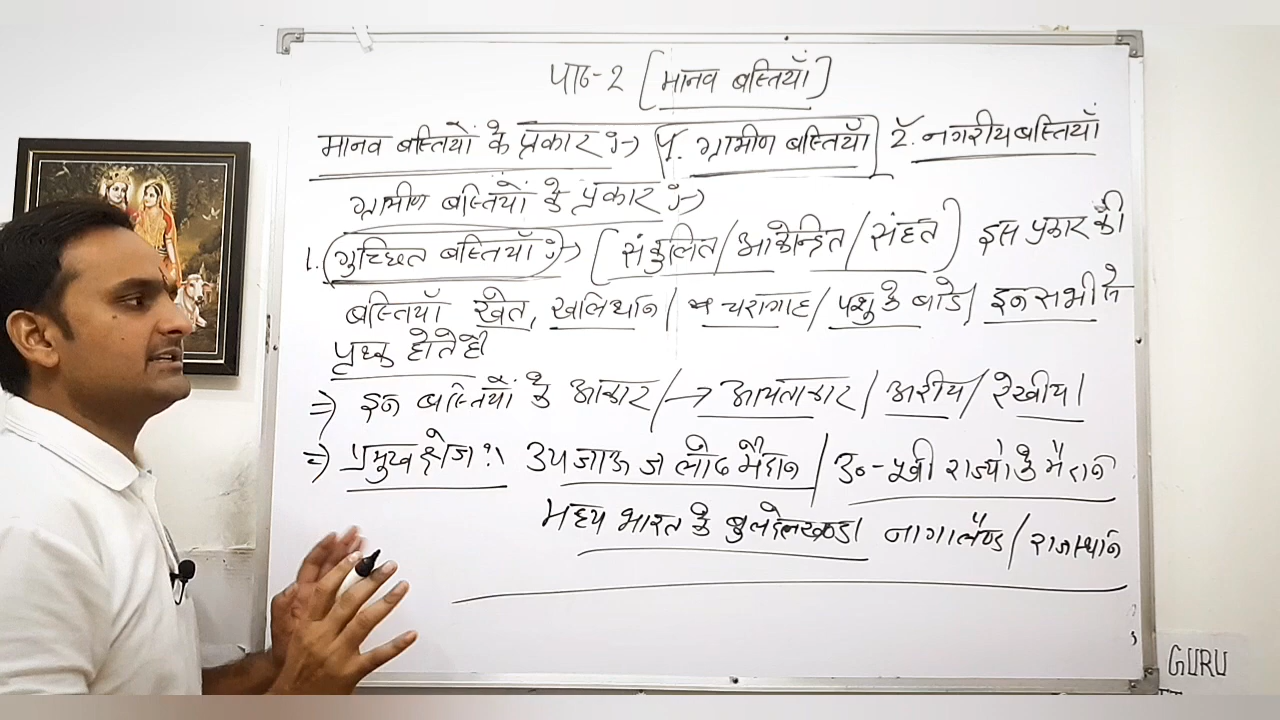 पाठ-2 [मानव बस्तियाँ]
मानव बस्तियों के प्रकार :-> 1. ग्रामीण बस्तियाँ 2. नगरीय बस्तियाँ
ग्रामीण बस्तियों के प्रकार :->
1. गुच्छित बस्तियाँ :-> [संकुलित/आकेन्द्रित/संहत) इस प्रकार की
बस्तियाँ खेत, खलिथान / चरागाह/ पशु के बाडे/ इन सभी से
पृथ्क होते है
=> इन बस्तियों के आकार/-> आयताकार/ अरीय/ रेखीय/
=> प्रमुख क्षेत्र :\ उपजाऊ जलोढ मैदान / उ०-पूर्वी राज्यो के मैदान
मध्य भारत के बुलदेलखण्ड/ नागालैण्ड/ राजस्थान
GURU